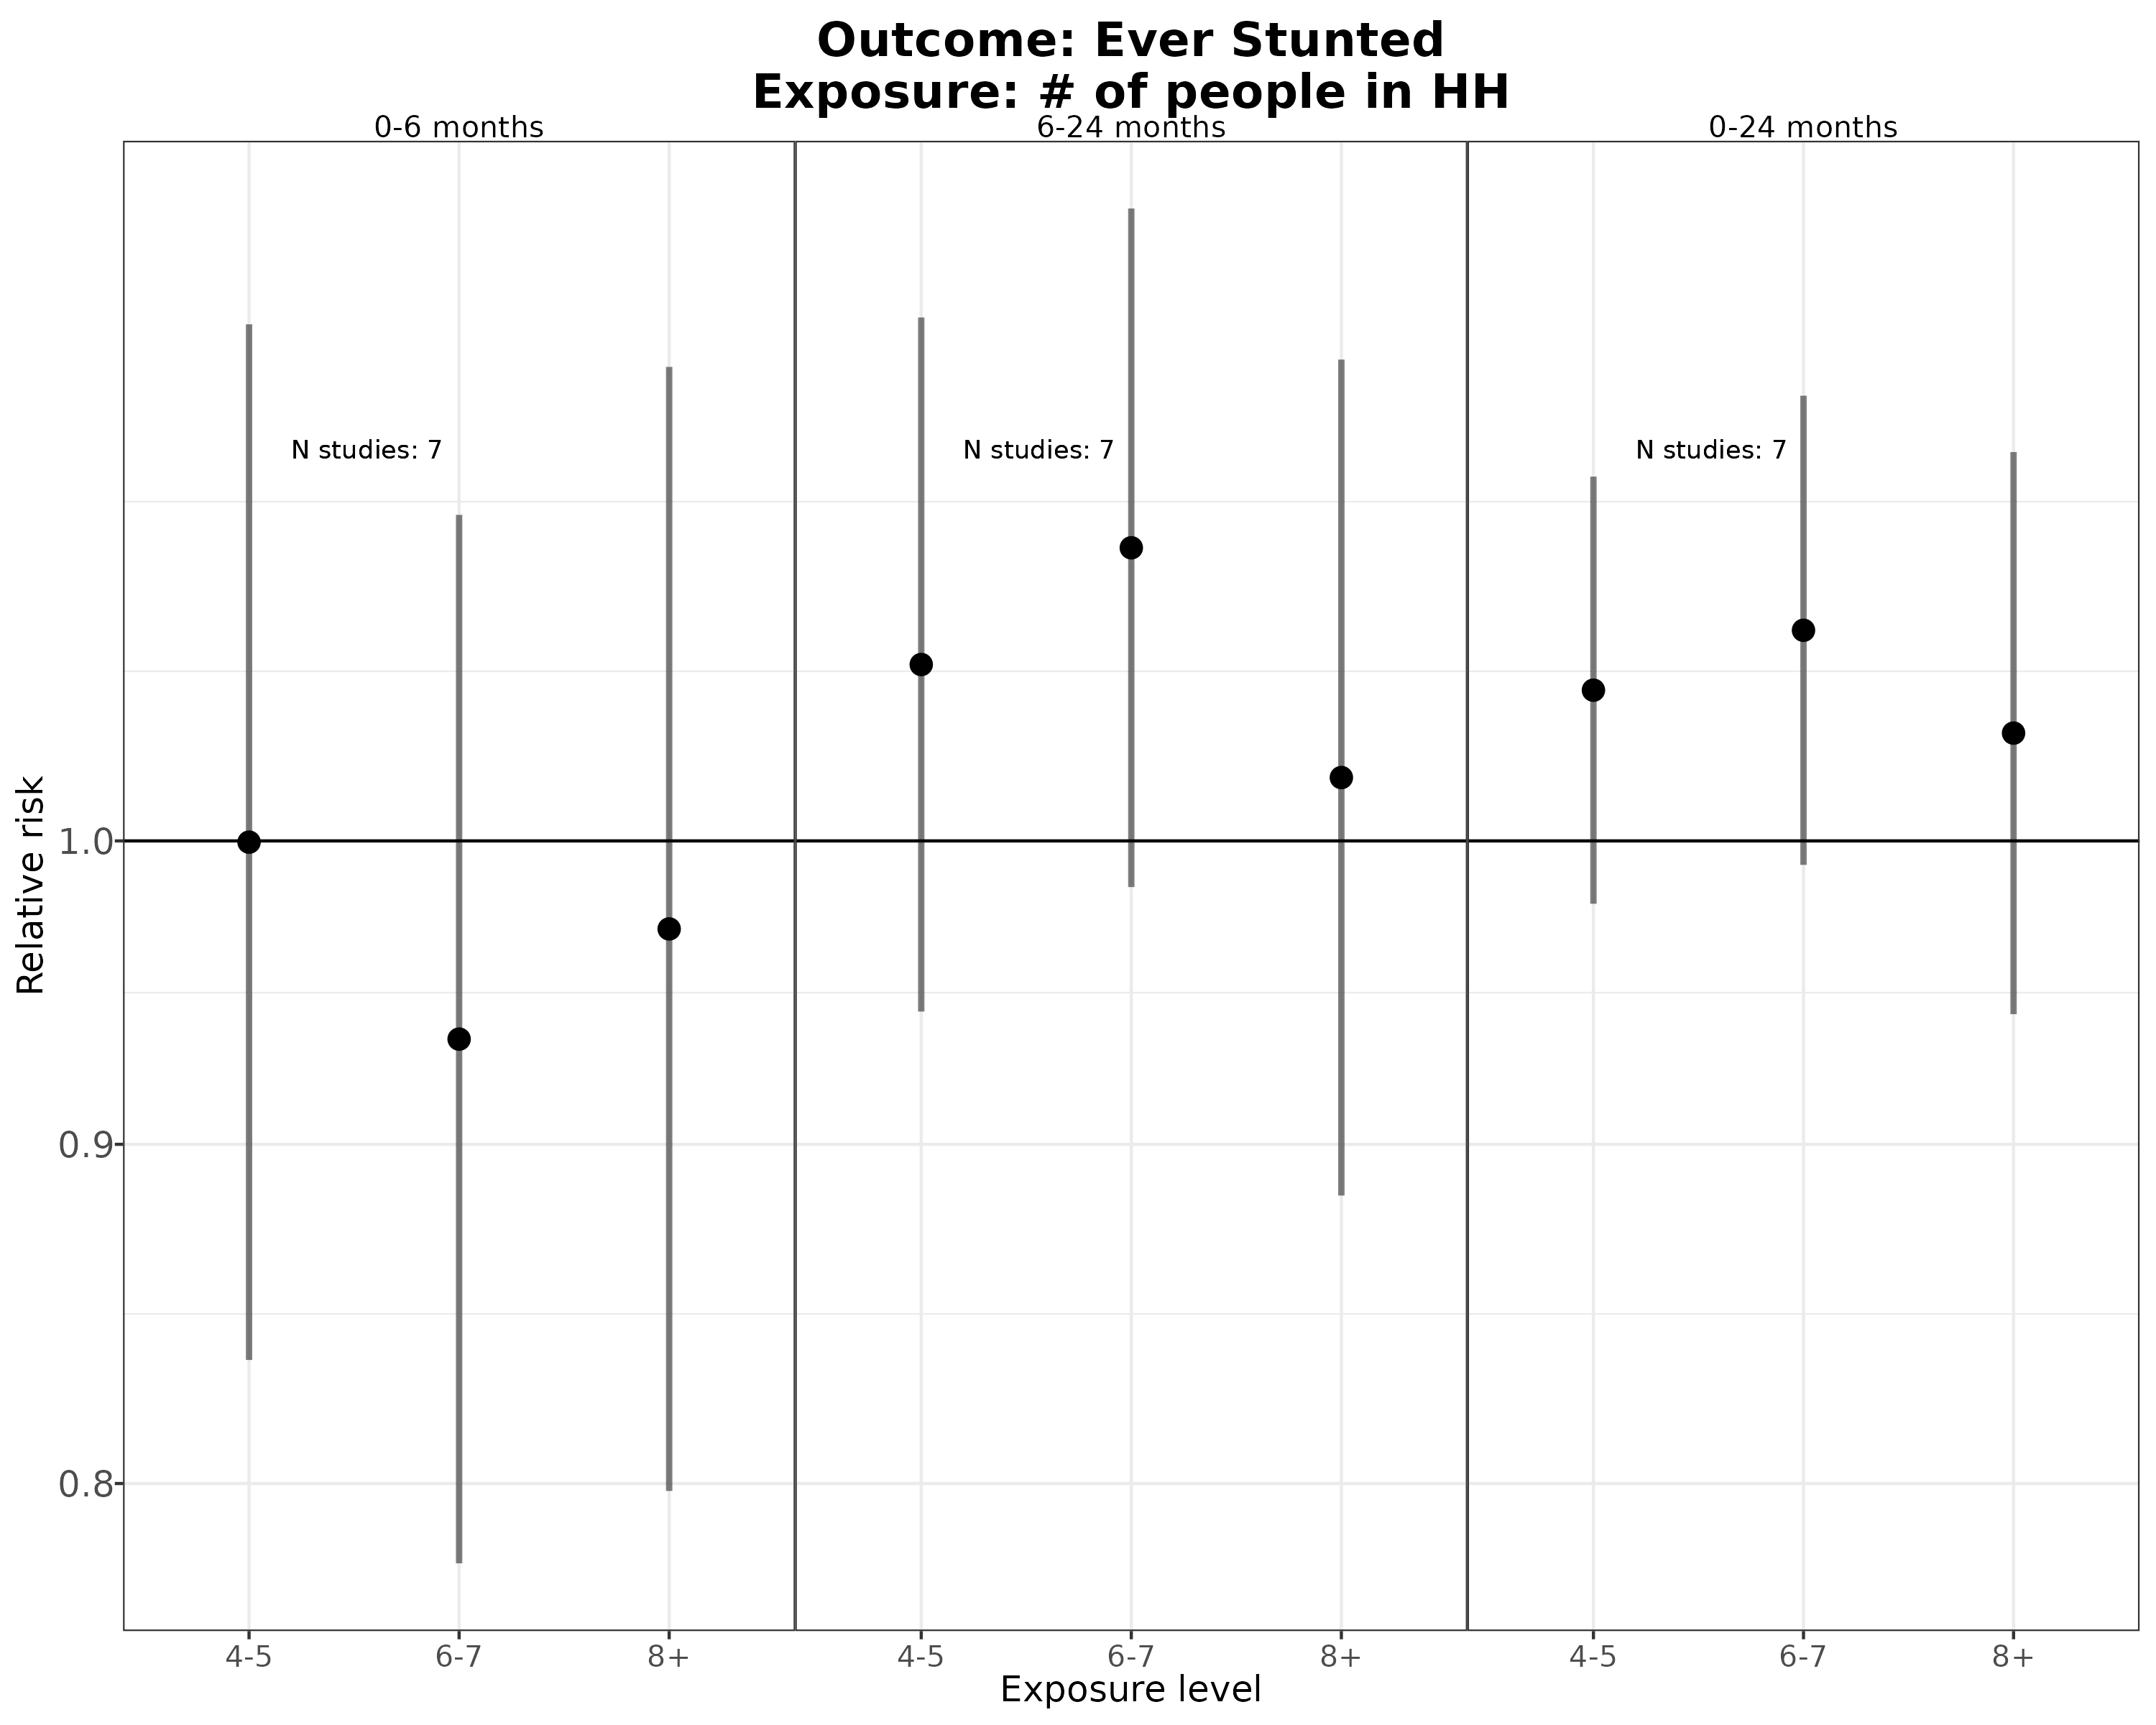 Outcome: Ever Stunted
Exposure: # of people in HH
0-6 months
6-24 months
0-24 months
N studies: 7
N studies: 7
N studies: 7
Relative risk
1.0
0.9
0.8
4-5
6-7
8+
4-5
6-7
8+
4-5
6-7
8+
Exposure level